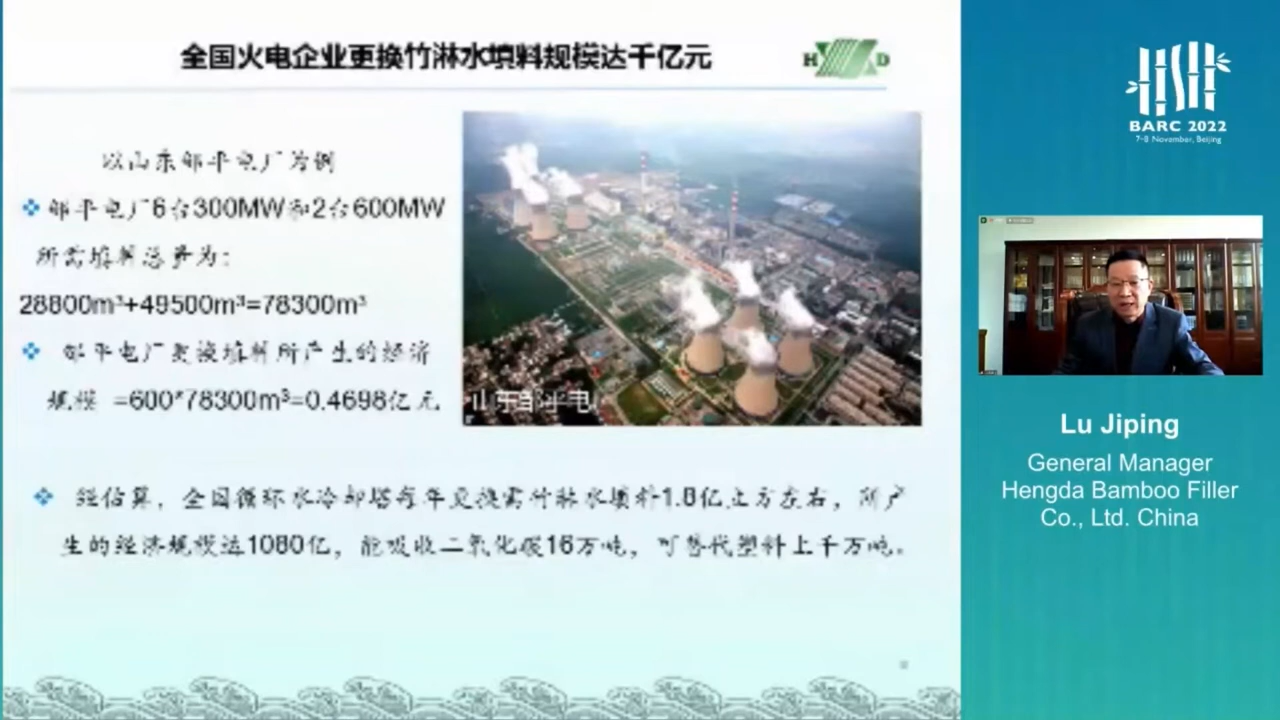 全国火电企业更换竹淋水填料规模达千亿元
H D
以山东邹平电厂为例
邹平电厂6台300MW和2台600MW
所需填料总算为：
28800m³+49500m³=78300m³
邹平电厂更换填料所产生的经济
规模 =600*78300m³=0.4698亿元
山东邹平电厂
经估算，全国循环水冷却塔每年更换需竹淋水填料1.8亿立方左右，所产
生的经济规模达1080亿，能吸收二氧化碳16万吨，可替代塑料上千万吨。
BARC 2022
7-8 November, Beijing
Lu Jiping
General Manager
Hengda Bamboo Filler
Co., Ltd. China